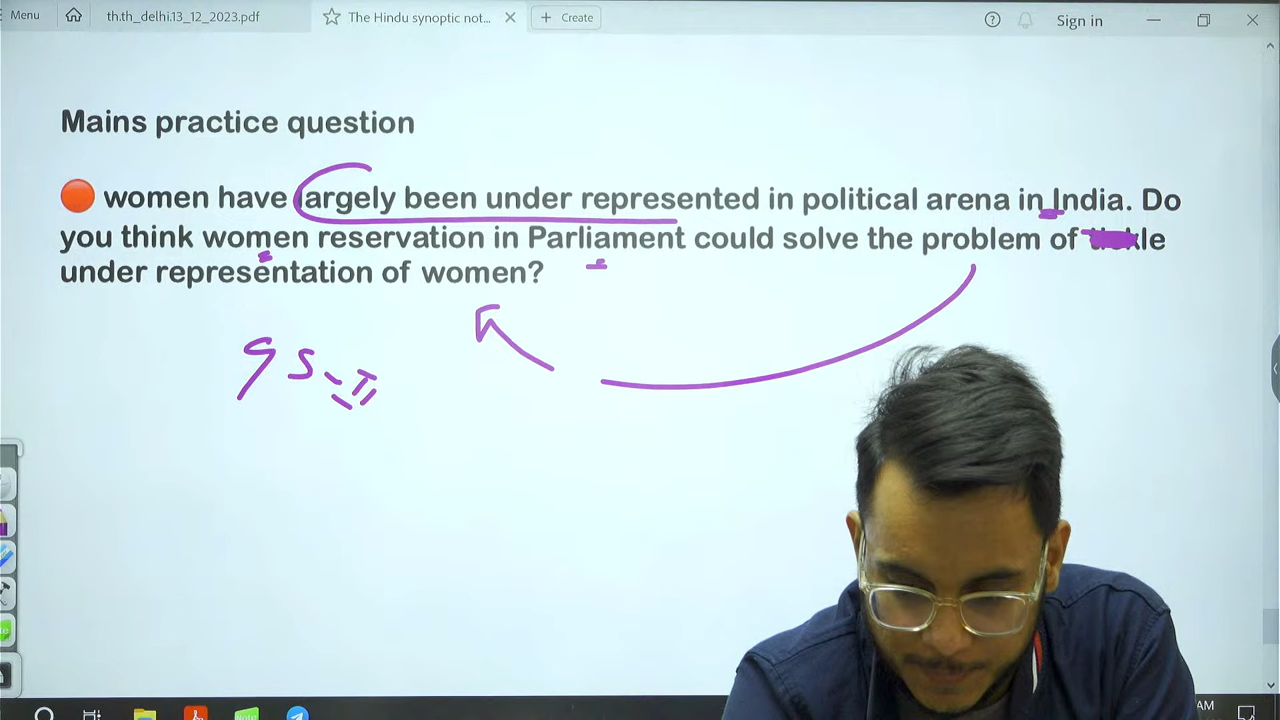 Menu
th.th_delhi.13_12_2023.pdf
The Hindu synoptic not...
+ Create
Sign in
Mains practice question
women have largely been under represented in political arena in India. Do
you think women reservation in Parliament could solve the problem of
under representation of women?
GS-II
AM